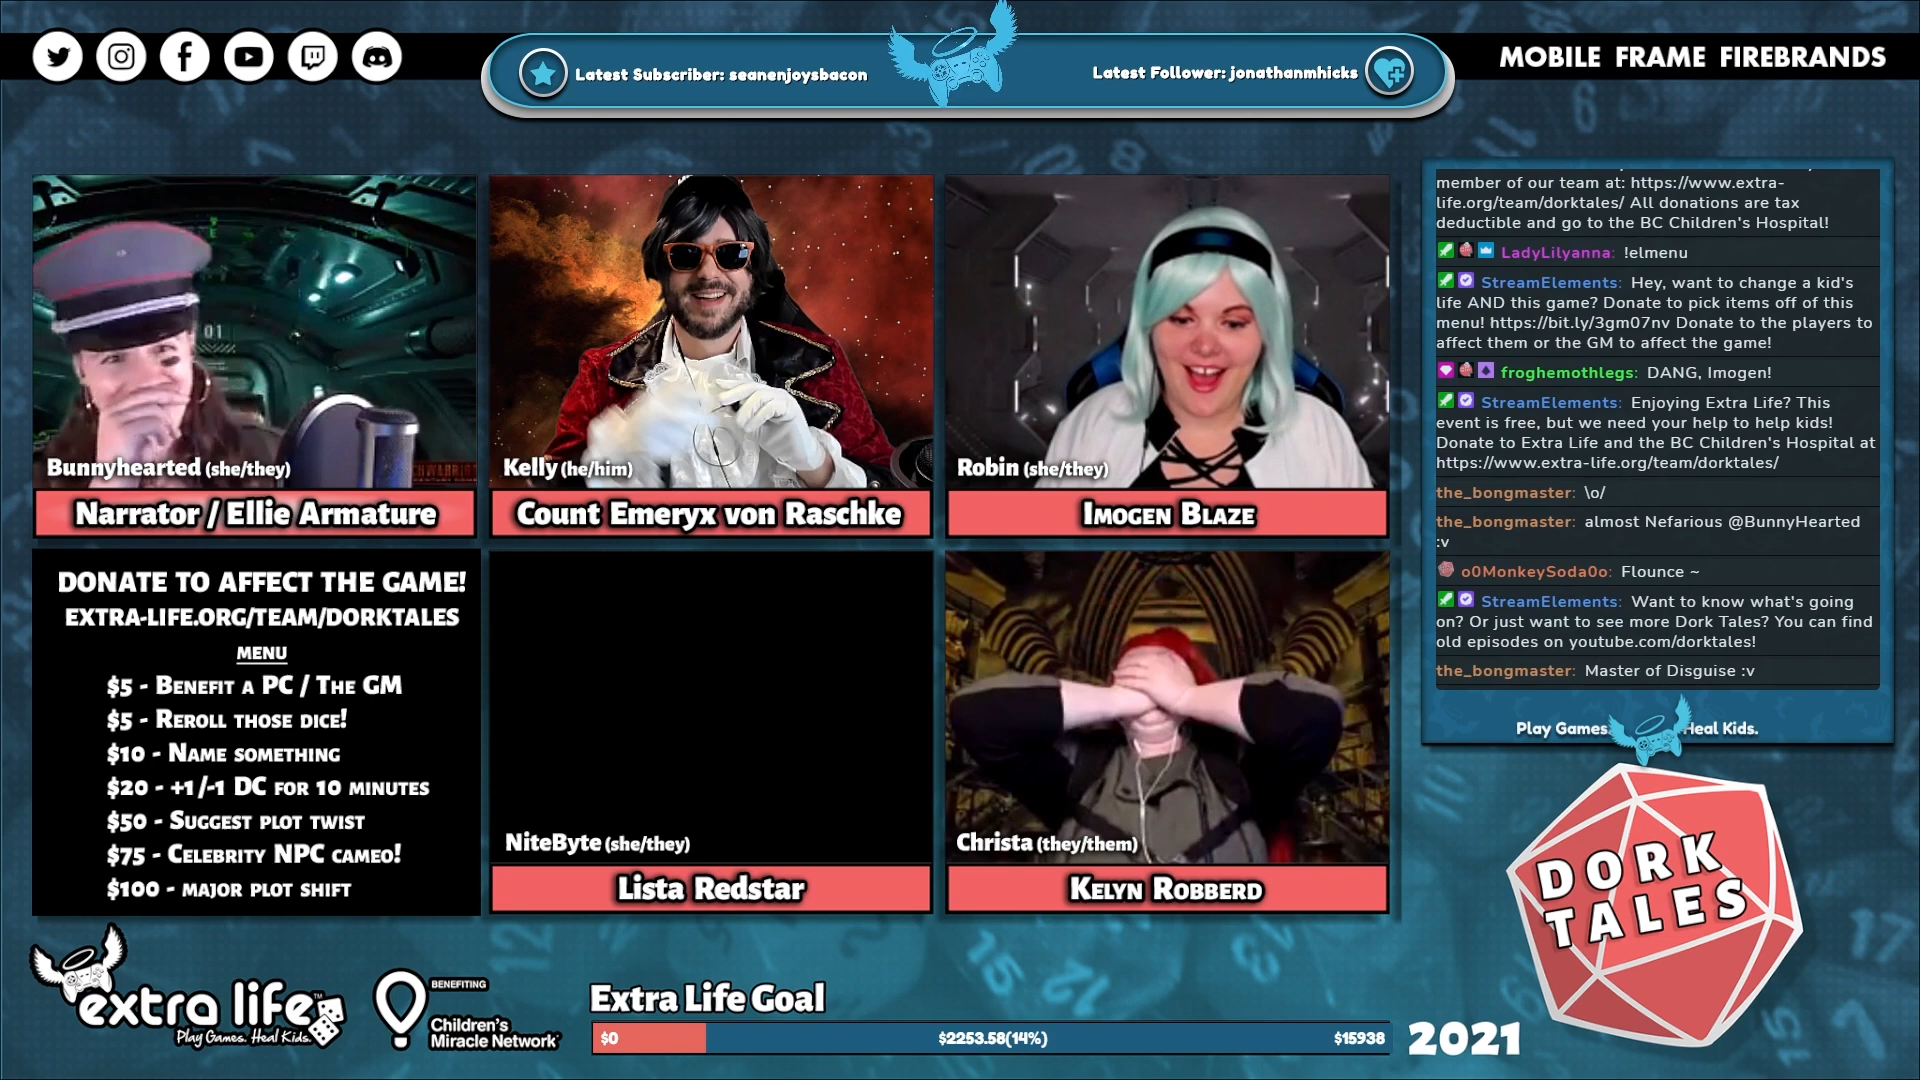 Latest Subscriber: seanenjoysbacon
Latest Follower: jonathanmhicks
MOBILE FRAME FIREBRANDS
01
Bunnyhearted (she/they)
Narrator / Ellie Armature
Kelly (he/him)
Count Emeryx von Raschke
Robin (she/they)
Imogen Blaze
DONATE TO AFFECT THE GAME!
EXTRA-LIFE.ORG/TEAM/DORKTALES
MENU
$5 - Benefit a PC / The GM
$5 - Reroll those dice!
$10 - Name something
$20 - +1/-1 DC for 10 minutes
$50 - Suggest plot twist
$75 - Celebrity NPC cameo!
$100 - major plot shift
NiteByte (she/they)
Lista Redstar
Christa (they/them)
Kelyn Robberd
member of our team at: https://www.extra-
life.org/team/dorktales/ All donations are tax
deductible and go to the BC Children's Hospital!
LadyLilyanna: !elmenu
StreamElements: Hey, want to change a kid's
life AND this game? Donate to pick items off of this
menu! https://bit.ly/3gm07nv Donate to the players to
affect them or the GM to affect the game!
froghemothlegs: DANG, Imogen!
StreamElements: Enjoying Extra Life? This
event is free, but we need your help to help kids!
Donate to Extra Life and the BC Children's Hospital at
https://www.extra-life.org/team/dorktales/
the_bongmaster: \o/
the_bongmaster: almost Nefarious @BunnyHearted
:v
o0MonkeySoda0o: Flounce ~
StreamElements: Want to know what's going
on? Or just want to see more Dork Tales? You can find
old episodes on youtube.com/dorktales!
the_bongmaster: Master of Disguise :v
Play Games. Heal Kids.
DORK
TALES
extra life™
Play Games. Heal Kids.
BENEFITING
Children's
Miracle Network
Extra Life Goal
$0
$2253.58(14%)
$15938
2021